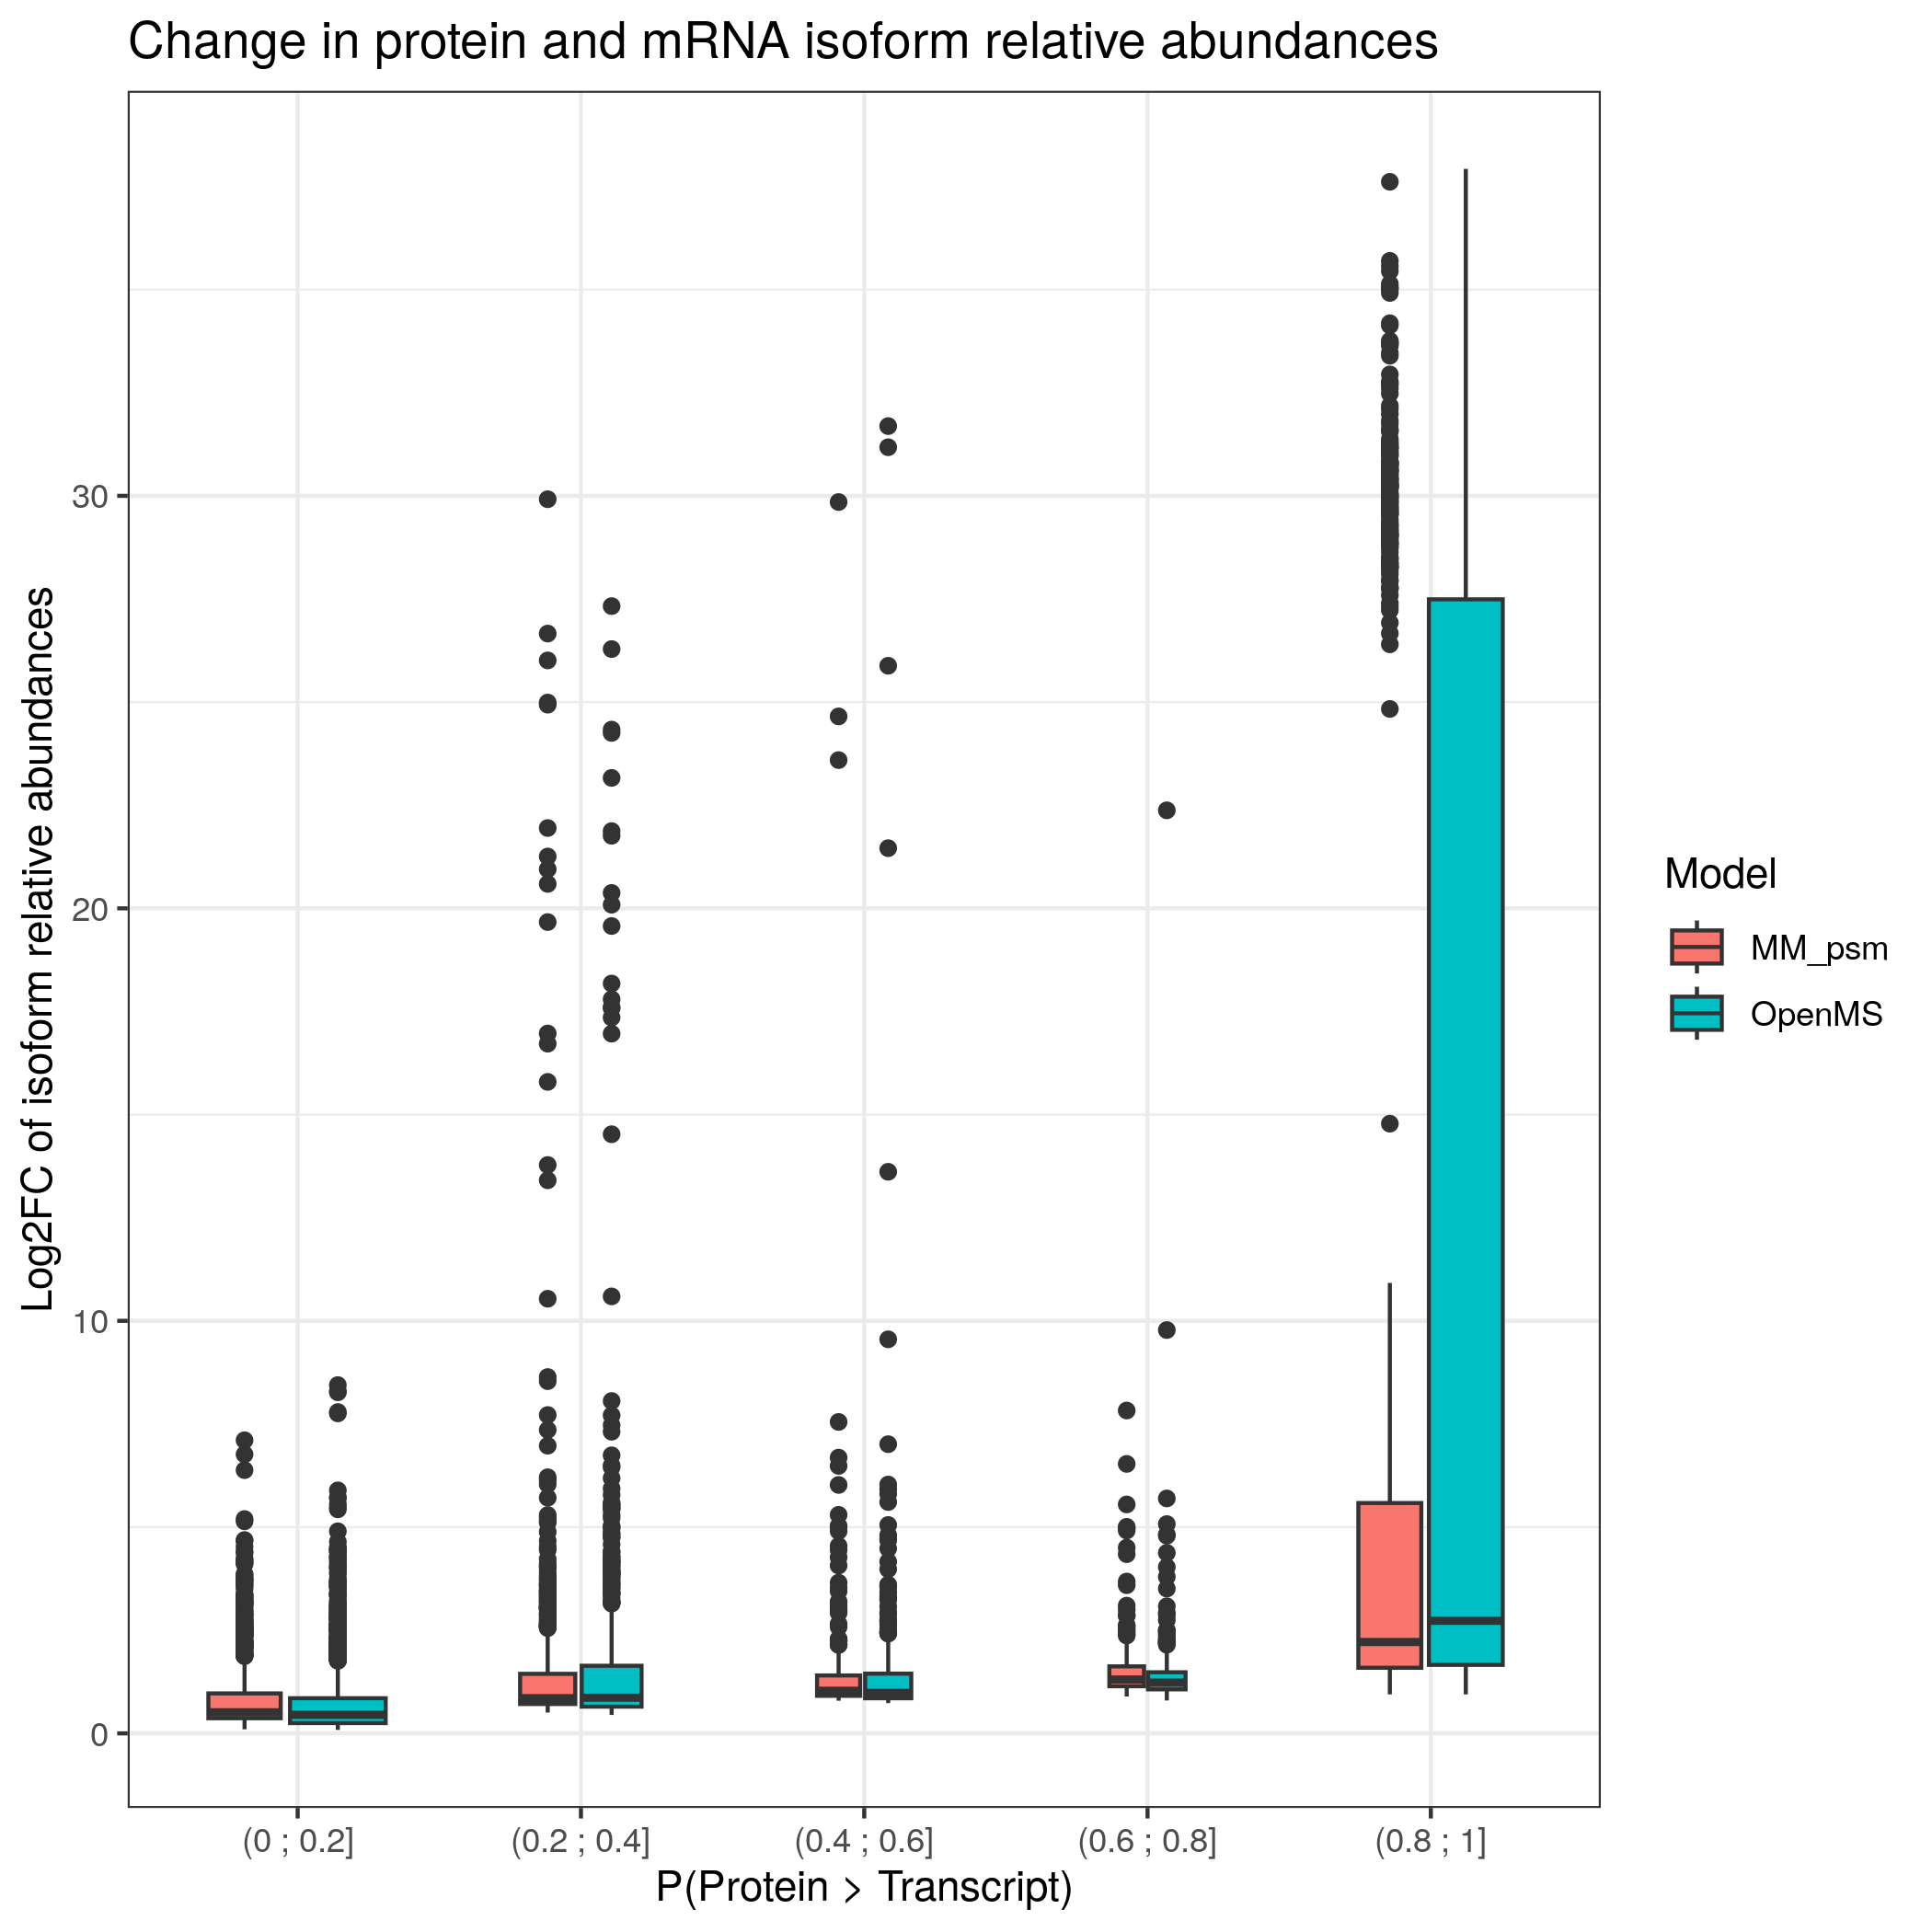 Change in protein and mRNA isoform relative abundances
Log2FC of isoform relative abundances
30
20
10
0
(0 ; 0.2]
(0.2 ; 0.4]
(0.4 ; 0.6]
(0.6 ; 0.8]
(0.8 ; 1]
P(Protein > Transcript)
Model
MM_psm
OpenMS